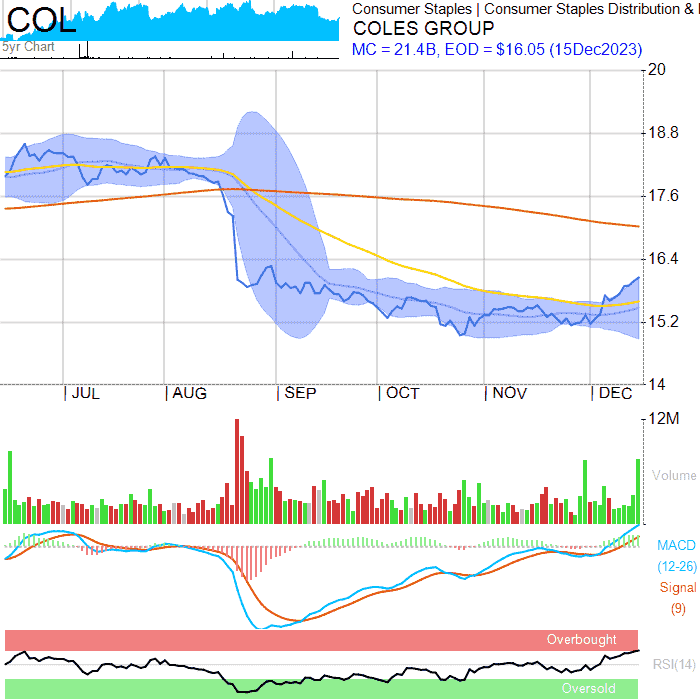 COL
5yr Chart
Consumer Staples | Consumer Staples Distribution &
COLES GROUP
MC = 21.4B, EOD = $16.05 (15Dec2023)
20
18.8
17.6
16.4
15.2
14
JUL
AUG
SEP
OCT
NOV
DEC
12M
Volume
MACD
(12-26)
Signal
(9)
Overbought
RSI(14)
Oversold